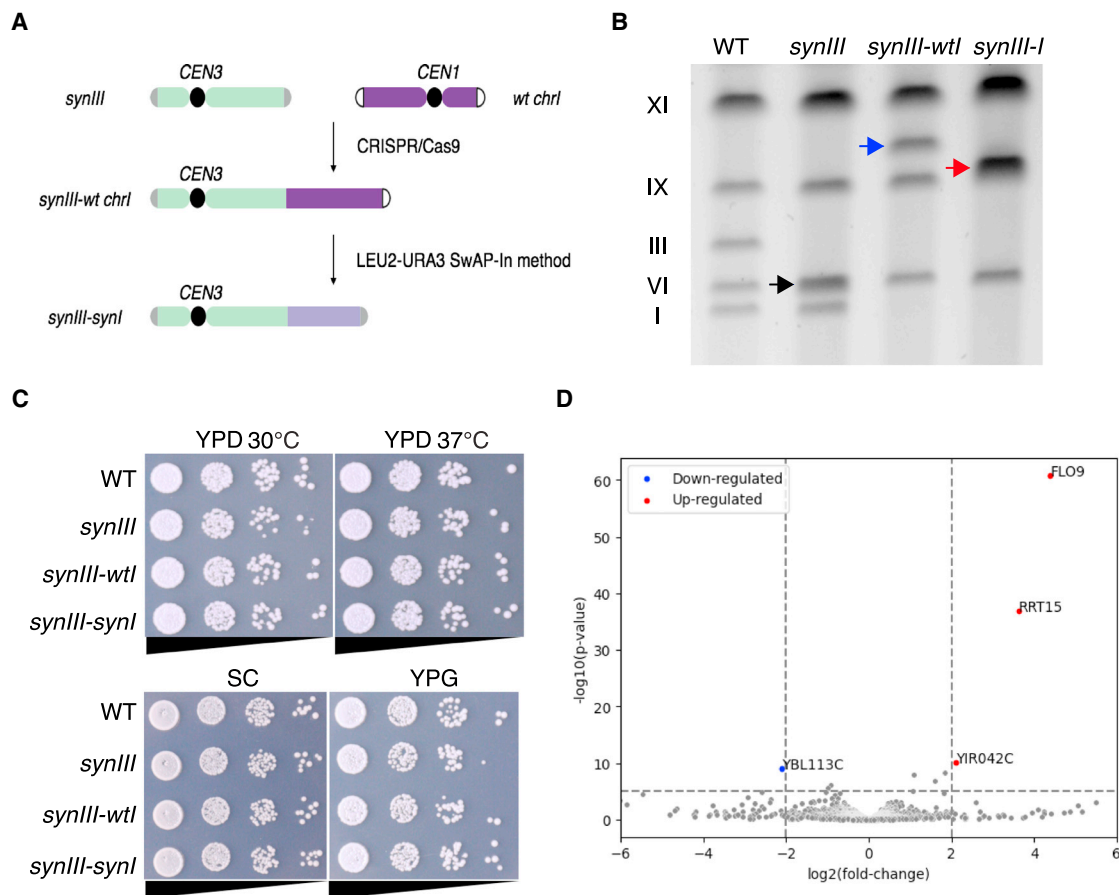 A
CEN3
CEN1
synIII
wt chrI
CRISPR/Cas9
CEN3
synIII-wt chrI
LEU2-URA3 SwAP-In method
CEN3
synIII-synI
B
WT synIII synIII-wtI synIII-I
XI
IX
III
VI
I
C
YPD 30°C YPD 37°C
WT
synIII
synIII-wtI
synIII-synI
SC YPG
WT
synIII
synIII-wtI
synIII-synI
D
Down-regulated
Up-regulated
FLO9
RRT15
YBL113C
YIR042C
60
50
40
30
20
10
0
-log10(p-value)
−6 −4 −2 0 2 4 6
log2(fold-change)